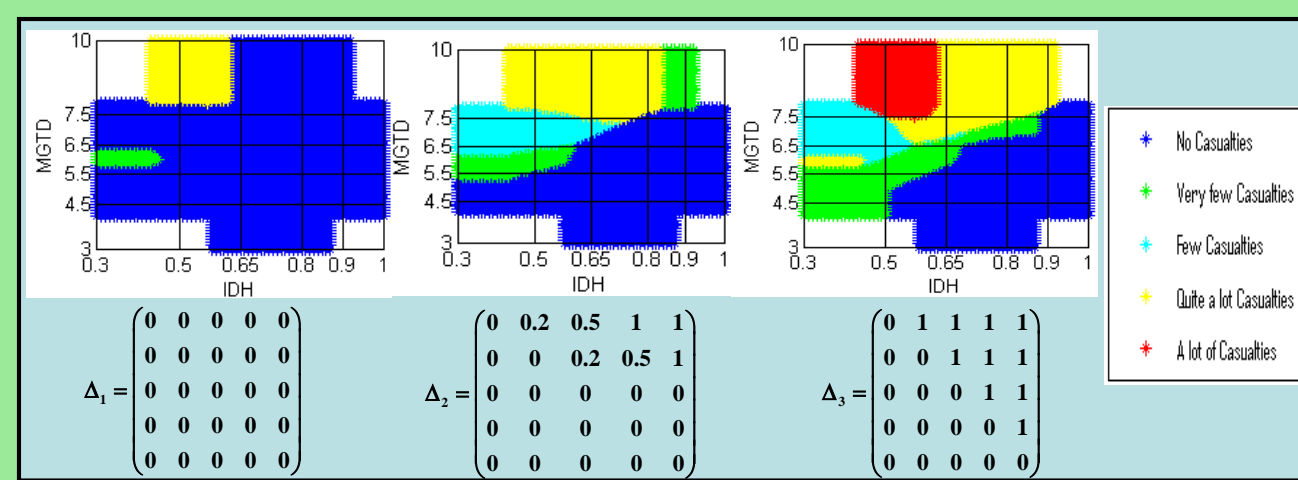 10
7.5
6.5
5.5
4.5
3
MGTD
0.3 0.5 0.65 0.8 0.9 1
IDH
10
7.5
6.5
5.5
4.5
3
MGTD
0.3 0.5 0.65 0.8 0.9 1
IDH
10
7.5
6.5
5.5
4.5
3
MGTD
0.3 0.5 0.65 0.8 0.9 1
IDH
No Casualties
Very few Casualties
Few Casualties
Quite a lot Casualties
A lot of Casualties
Δ₁ =
0 0 0 0 0
0 0 0 0 0
0 0 0 0 0
0 0 0 0 0
0 0 0 0 0
Δ₂ =
0 0.2 0.5 1 1
0 0 0.2 0.5 1
0 0 0 0 0
0 0 0 0 0
0 0 0 0 0
Δ₃ =
0 1 1 1 1
0 0 1 1 1
0 0 0 1 1
0 0 0 0 1
0 0 0 0 0